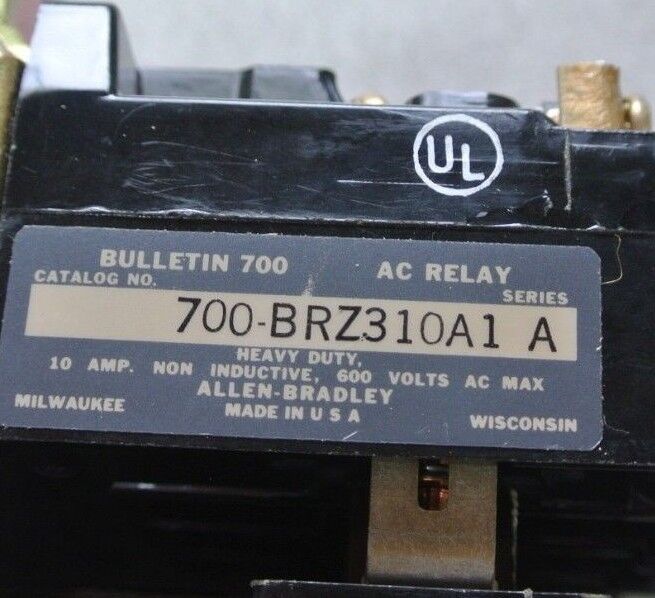 UL
BULLETIN 700 AC RELAY
CATALOG NO. SERIES
700-BRZ310A1 A
HEAVY DUTY,
10 AMP. NON INDUCTIVE, 600 VOLTS AC MAX
ALLEN-BRADLEY
MILWAUKEE MADE IN U S A WISCONSIN